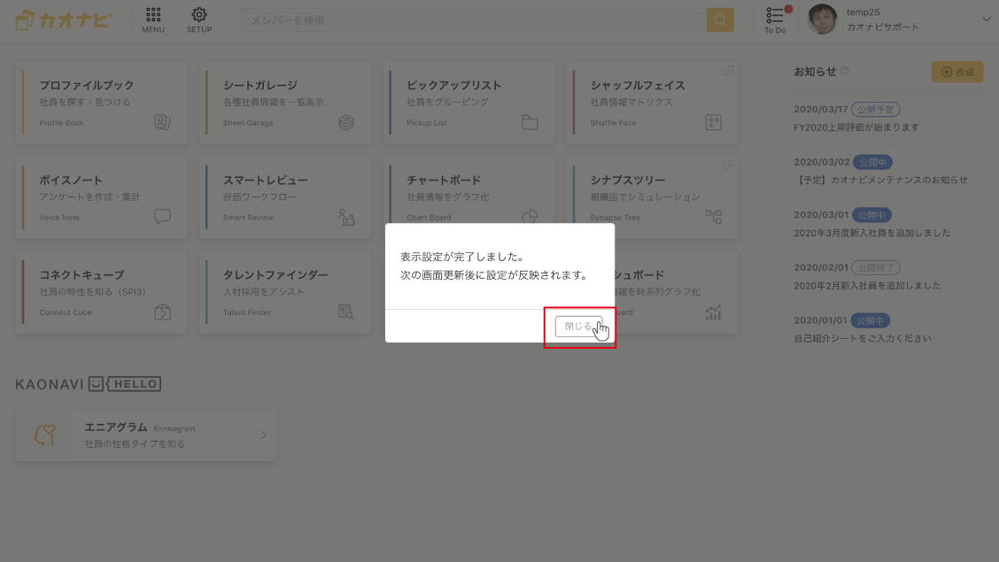 カオナビ
MENU
SETUP
メンバーを検索
To Do
temp25
カオナビサポート
プロファイルブック
社員を探す・見つける
Profile Book
シートガレージ
各種社員情報を一覧表示
Sheet Garage
ピックアップリスト
社員をグルーピング
Pickup List
シャッフルフェイス
社員情報マトリクス
Shuffle Face
ボイスノート
アンケートを作成・集計
Voice Note
スマートレビュー
評価ワークフロー
Smart Review
チャートボード
社員情報をグラフ化
Chart Board
シナプスツリー
組織図でシミュレーション
Synapse Tree
コネクトキューブ
社員の特性を知る（SPI3）
Connect Cube
タレントファインダー
人材採用をアシスト
Talent Finder
シュボード
情報を時系列グラフ化
oard
表示設定が完了しました。
次の画面更新後に設定が反映されます。
閉じる
お知らせ ?
作成
2020/03/17 公開予定
FY2020上期評価が始まります
2020/03/02 公開中
【予定】カオナビメンテナンスのお知らせ
2020/03/01 公開中
2020年3月度新入社員を追加しました
2020/02/01 公開終了
2020年2月新入社員を追加しました
2020/01/01 公開中
自己紹介シートをご入力ください
KAONAVI HELLO
エニアグラム Enneagram
社員の性格タイプを知る